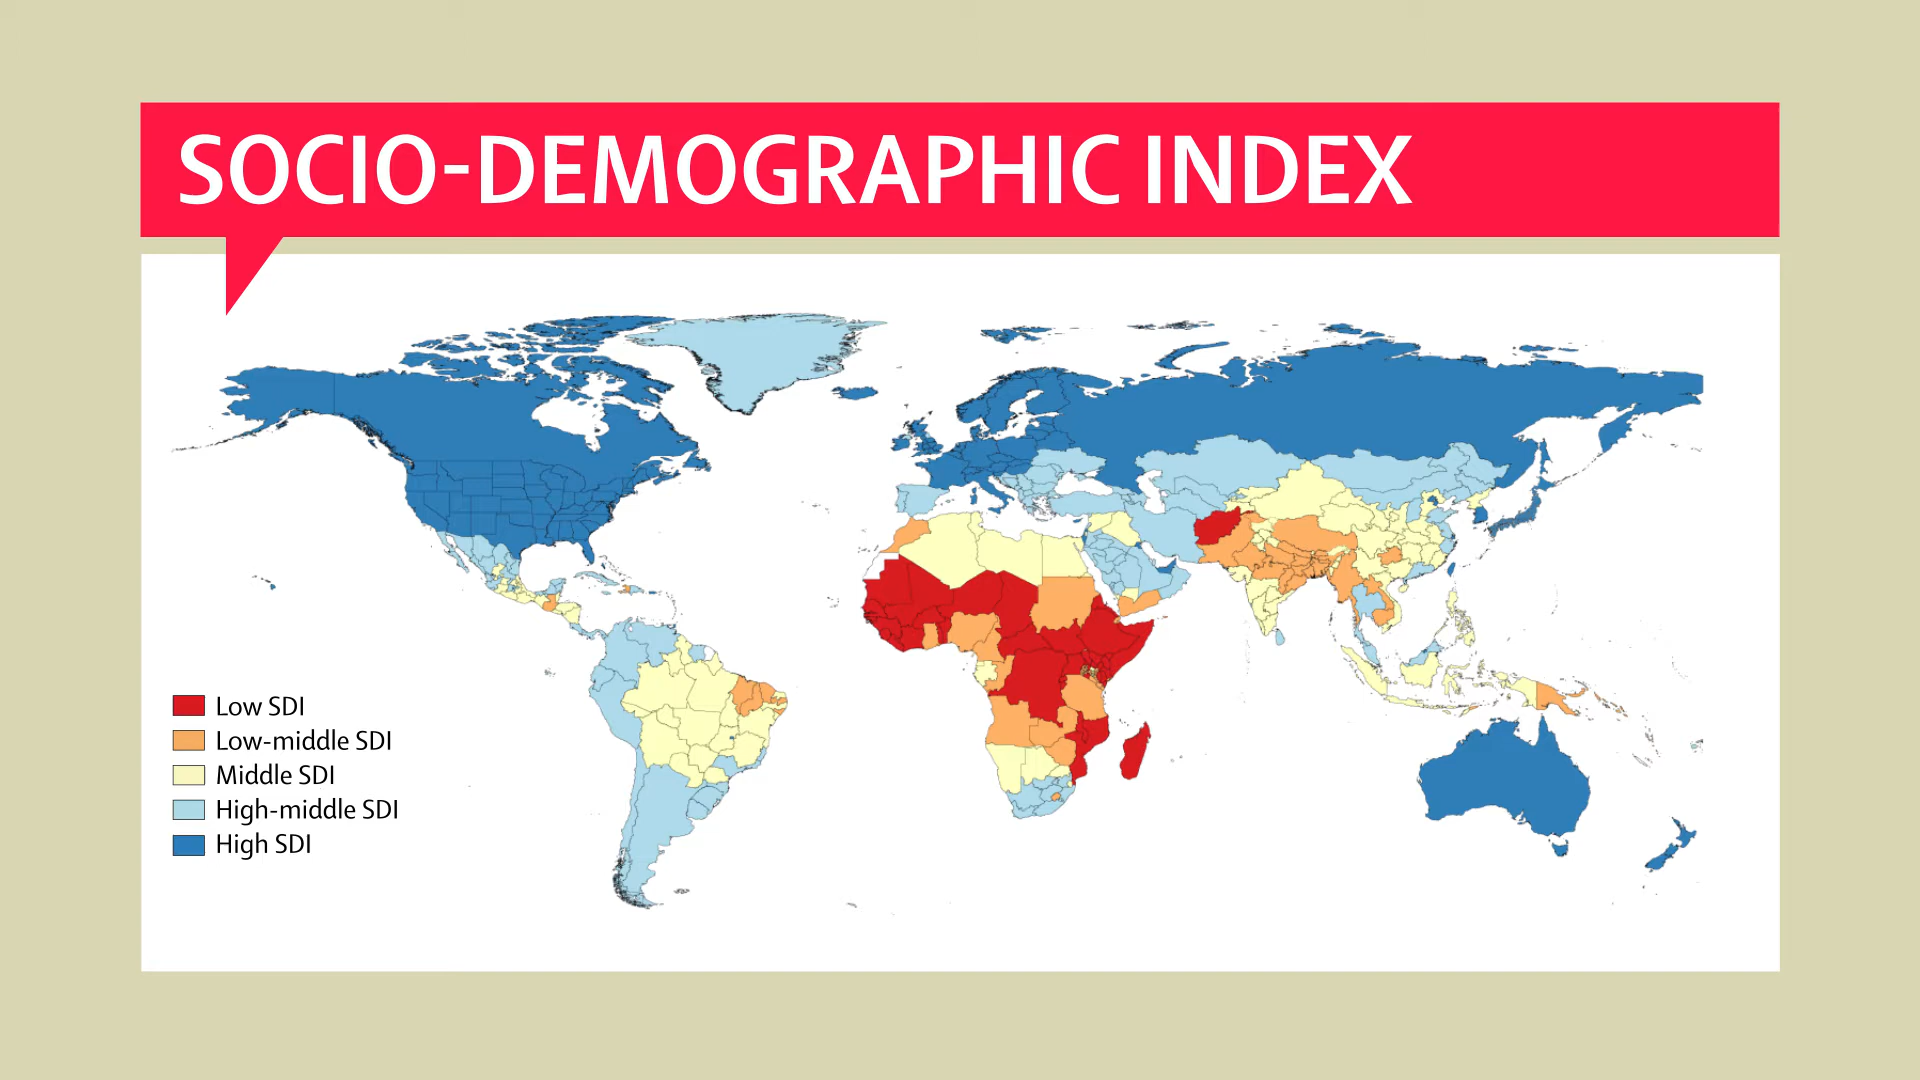 SOCIO-DEMOGRAPHIC INDEX
Low SDI
Low-middle SDI
Middle SDI
High-middle SDI
High SDI